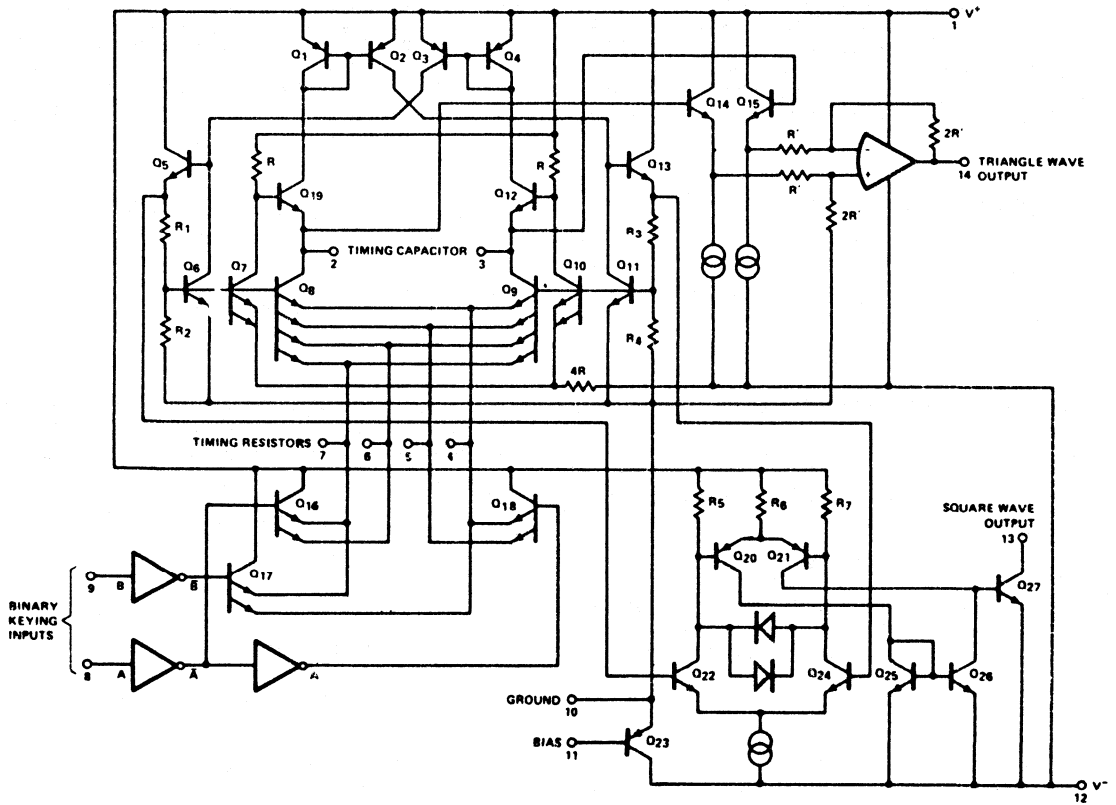 V+
1
Q1
Q2
Q3
Q4
Q14
Q15
R'
2R'
TRIANGLE WAVE
14 OUTPUT
R'
2R'
Q5
R
R
Q13
Q19
Q12
R1
R3
TIMING CAPACITOR
2
3
Q6
Q7
Q8
Q9
Q10
Q11
R2
R4
4R
TIMING RESISTORS
7
6
5
4
Q16
Q18
R5
R6
R7
SQUARE WAVE
OUTPUT
13
Q17
Q20
Q21
Q27
9
B
B̅
BINARY
KEYING
INPUTS
8
A
A̅
A
Q22
Q24
Q25
Q26
GROUND
10
BIAS
11
Q23
V−
12